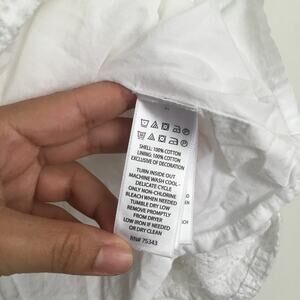 SHELL: 100% COTTON
LINING: 100% COTTON
EXCLUSIVE OF DECORATION
TURN INSIDE OUT
MACHINE WASH COOL-
DELICATE CYCLE
ONLY NON-CHLORINE
BLEACH WHEN NEEDED
TUMBLE DRY LOW
REMOVE PROMPTLY
FROM DRYER
LOW IRON IF NEEDED
OR DRY CLEAN
RN# 75343